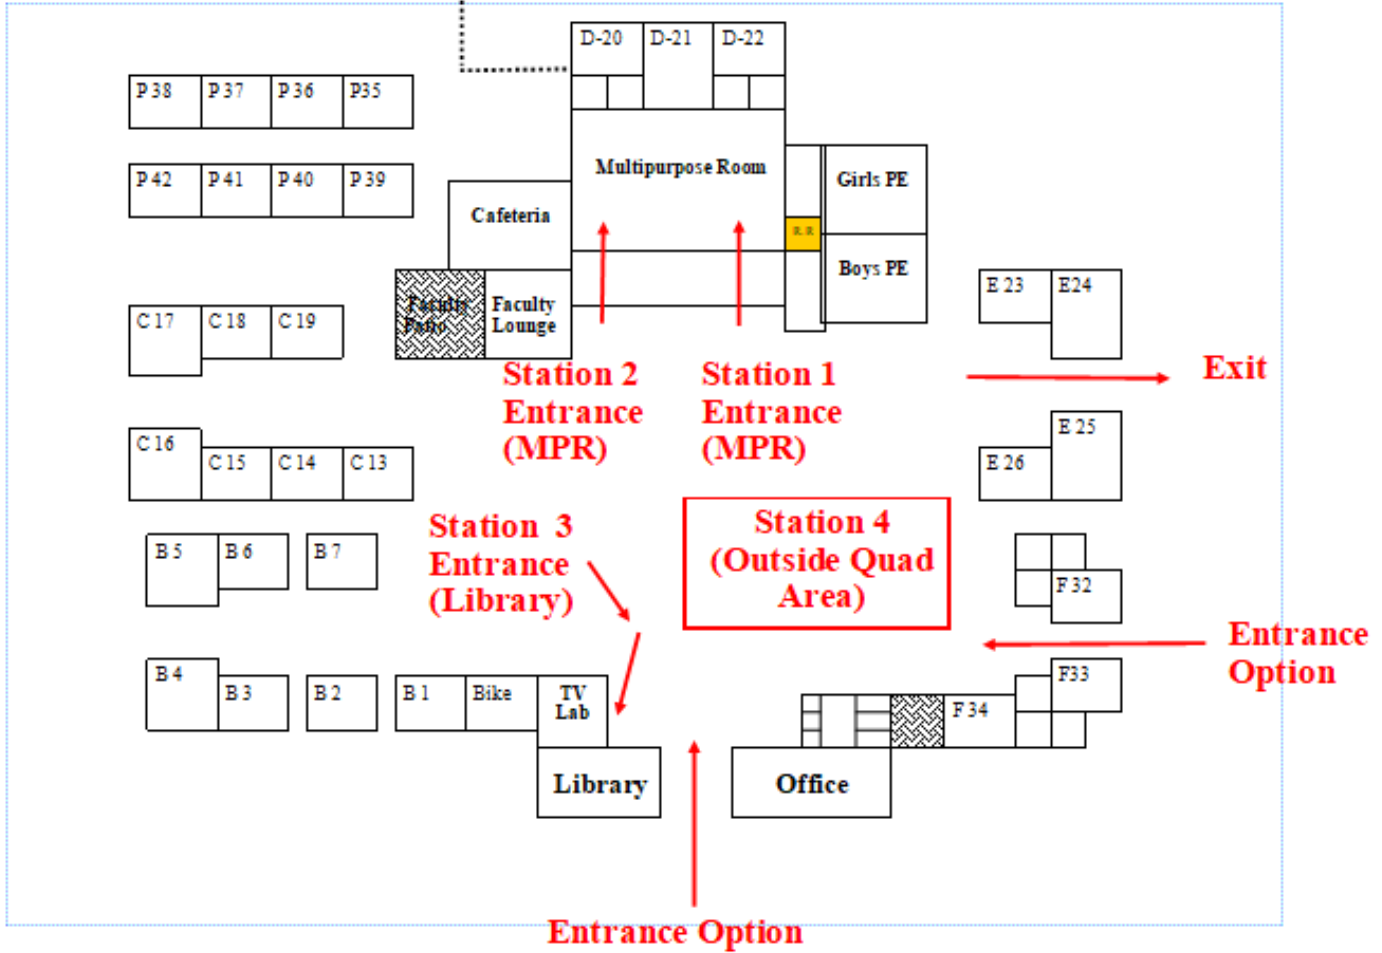 D-20 D-21 D-22
P 38 P 37 P 36 P35
Multipurpose Room
P 42 P 41 P 40 P 39
Girls PE
Cafeteria
R. R
Boys PE
Faculty
Patio
Faculty
Lounge
E 23 E24
C 17 C 18 C 19
Station 2
Entrance
(MPR)
Station 1
Entrance
(MPR)
Exit
C 16
C 15 C 14 C 13
E 25
E 26
Station 3
Entrance
(Library)
Station 4
(Outside Quad
Area)
B 5 B 6 B 7
F 32
Entrance
Option
B 4
B 3 B 2 B 1 Bike
TV
Lab
F33
F 34
Library
Office
Entrance Option